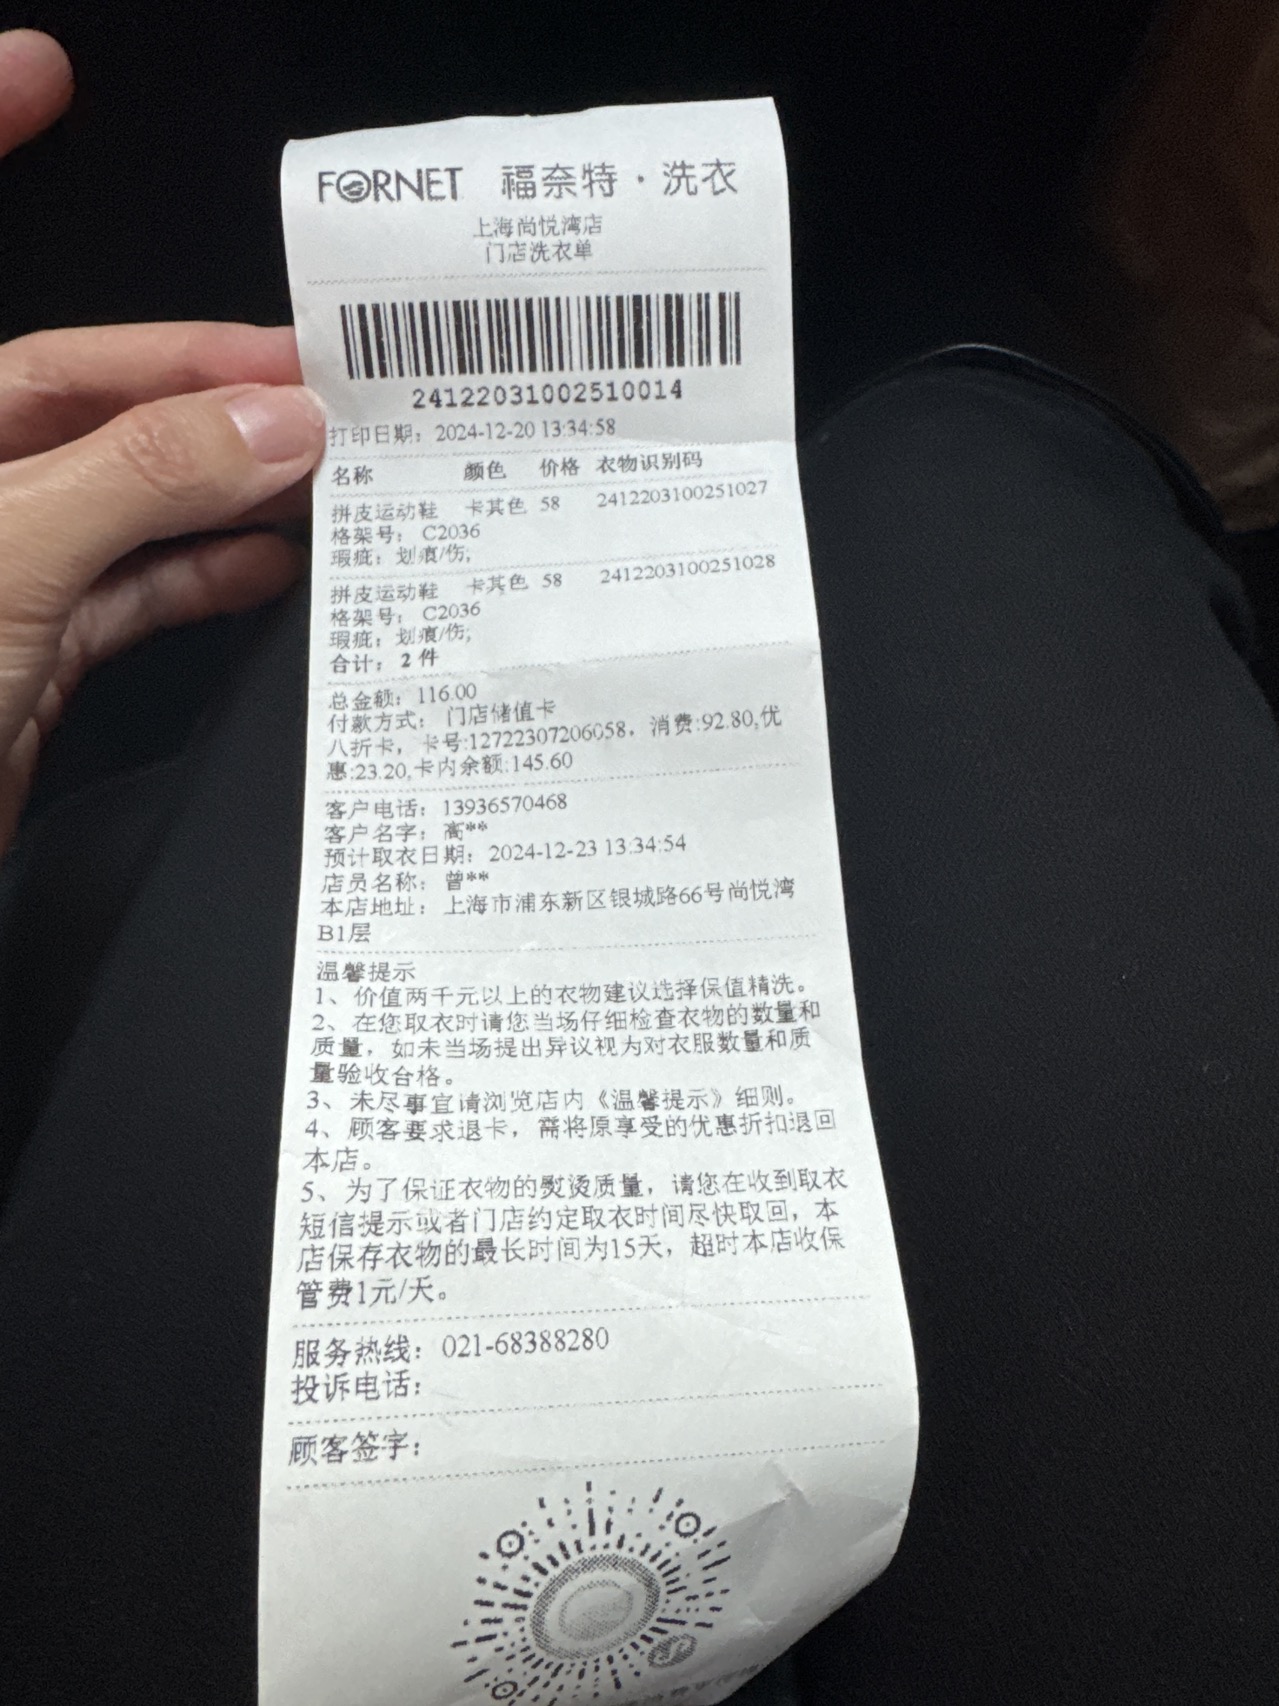 FORNET 福奈特·洗衣
上海尚悦湾店
门店洗衣单
24122031002510014
打印日期：2024-12-20 13:34:58
名称 颜色 价格 衣物识别码
拼皮运动鞋 卡其色 58 2412203100251027
格架号： C2036
瑕疵：划痕/伤;
拼皮运动鞋 卡其色 58 2412203100251028
格架号： C2036
瑕疵：划痕/伤;
合计： 2 件
总金额：116.00
付款方式： 门店储值卡
八折卡，卡号:12722307206058，消费:92.80,优
惠:23.20,卡内余额:145.60
客户电话：13936570468
客户名字：高**
预计取衣日期：2024-12-23 13:34:54
店员名称：曾**
本店地址：上海市浦东新区银城路66号尚悦湾
B1层
温馨提示
1、价值两千元以上的衣物建议选择保值精洗。
2、在您取衣时请您当场仔细检查衣物的数量和
质量，如未当场提出异议视为对衣服数量和质
量验收合格。
3、未尽事宜请浏览店内《温馨提示》细则。
4、顾客要求退卡，需将原享受的优惠折扣退回
本店。
5、为了保证衣物的熨烫质量，请您在收到取衣
短信提示或者门店约定取衣时间尽快取回，本
店保存衣物的最长时间为15天，超时本店收保
管费1元/天。
服务热线：021-68388280
投诉电话：
顾客签字：